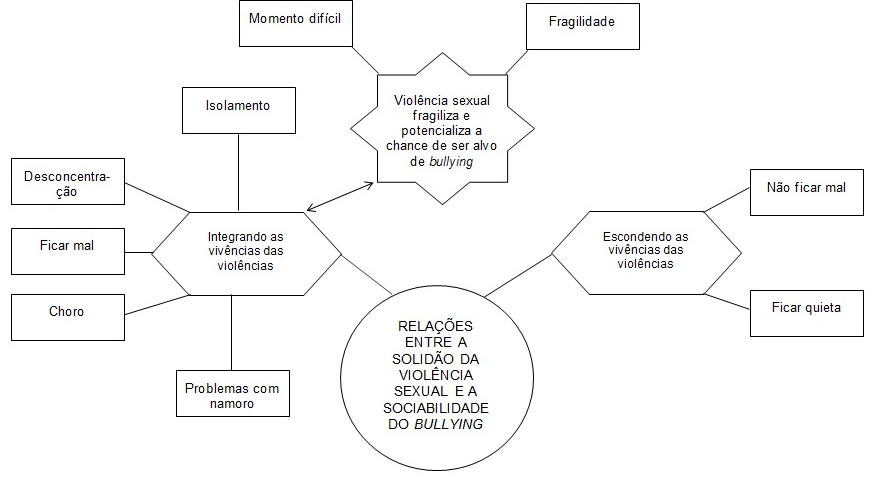 Momento difícil
Fragilidade
Isolamento
Violência sexual
fragiliza e
potencializa a
chance de ser alvo
de bullying
Desconcentra-
ção
Não ficar mal
Ficar mal
Integrando as
vivências das
violências
Escondendo as
vivências das
violências
Choro
Ficar quieta
RELAÇÕES
ENTRE A
SOLIDÃO DA
VIOLÊNCIA
SEXUAL E A
SOCIABILIDADE
DO BULLYING
Problemas com
namoro